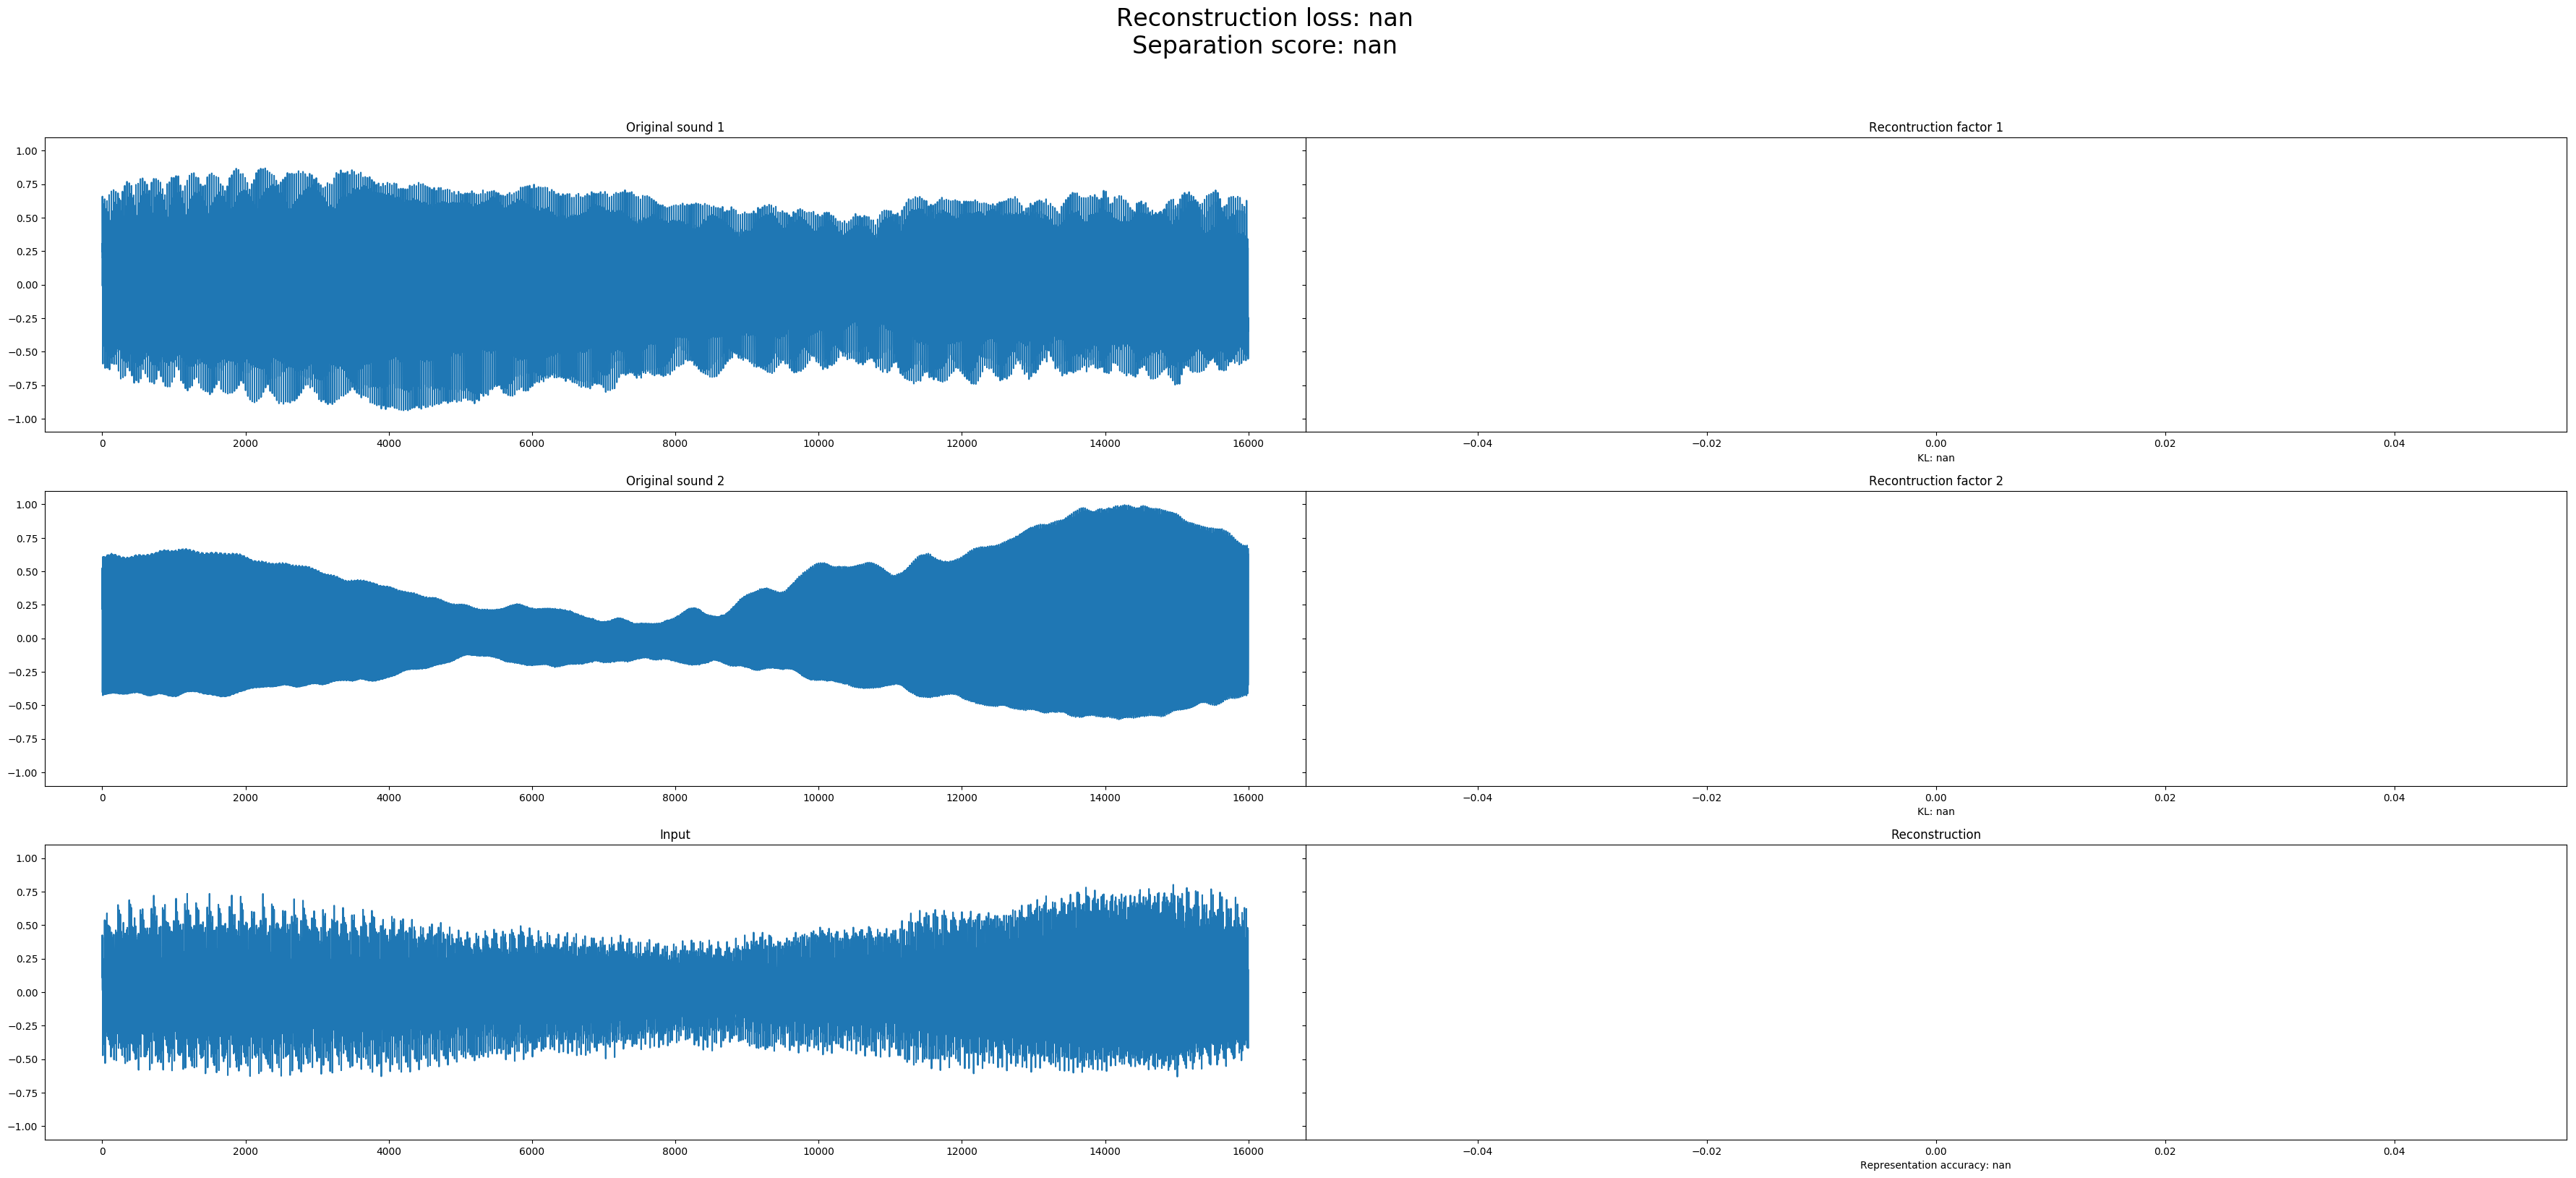 Reconstruction loss: nan
Separation score: nan
Original sound 1
Recontruction factor 1
1.00
0.75
0.50
0.25
0.00
−0.25
−0.50
−0.75
−1.00
0 2000 4000 6000 8000 10000 12000 14000 16000
−0.04 −0.02 0.00 0.02 0.04
KL: nan
Original sound 2
Recontruction factor 2
1.00
0.75
0.50
0.25
0.00
−0.25
−0.50
−0.75
−1.00
0 2000 4000 6000 8000 10000 12000 14000 16000
−0.04 −0.02 0.00 0.02 0.04
KL: nan
Input
Reconstruction
1.00
0.75
0.50
0.25
0.00
−0.25
−0.50
−0.75
−1.00
0 2000 4000 6000 8000 10000 12000 14000 16000
−0.04 −0.02 0.00 0.02 0.04
Representation accuracy: nan